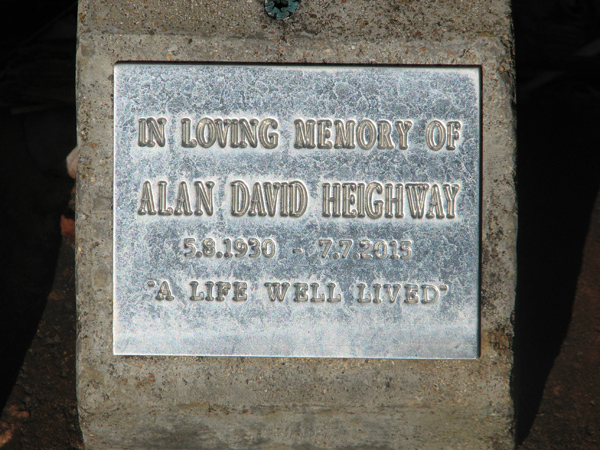 IN LOVING MEMORY OF
ALAN DAVID HEIGHWAY
5.8.1930 - 7.7.2015
"A LIFE WELL LIVED"